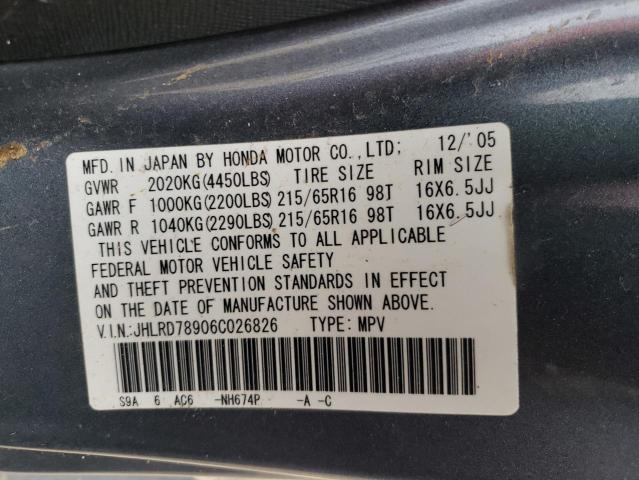 MFD. IN JAPAN BY HONDA MOTOR CO.,LTD; 12/'05
GVWR 2020KG(4450LBS) TIRE SIZE RIM SIZE
GAWR F 1000KG(2200LBS) 215/65R16 98T 16X6.5JJ
GAWR R 1040KG(2290LBS) 215/65R16 98T 16X6.5JJ
THIS VEHICLE CONFORMS TO ALL APPLICABLE
FEDERAL MOTOR VEHICLE SAFETY
AND THEFT PREVENTION STANDARDS IN EFFECT
ON THE DATE OF MANUFACTURE SHOWN ABOVE.
V.I.N.:JHLRD78906C026826 TYPE: MPV
S9A 6 AC6 -NH674P -A -C